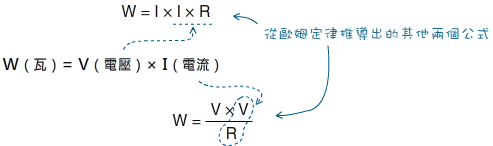 W = I × I × R
從歐姆定律推導出的其他兩個公式
W（瓦）= V（電壓）× I（電流）
W = V × V / R